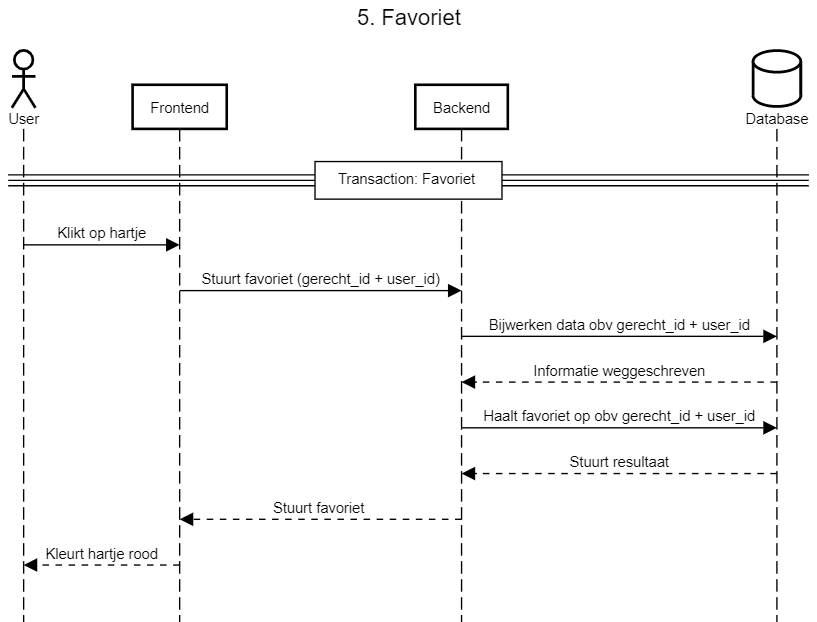 5. Favoriet
User
Frontend
Backend
Database
Transaction: Favoriet
Klikt op hartje
Stuurt favoriet (gerecht_id + user_id)
Bijwerken data obv gerecht_id + user_id
Informatie weggeschreven
Haalt favoriet op obv gerecht_id + user_id
Stuurt resultaat
Stuurt favoriet
Kleurt hartje rood